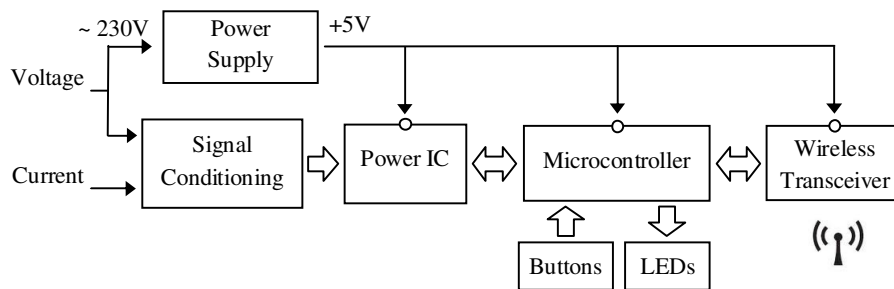 ~ 230V
Power
Supply
+5V
Voltage
Signal
Conditioning
Power IC
Microcontroller
Wireless
Transceiver
Current
Buttons
LEDs